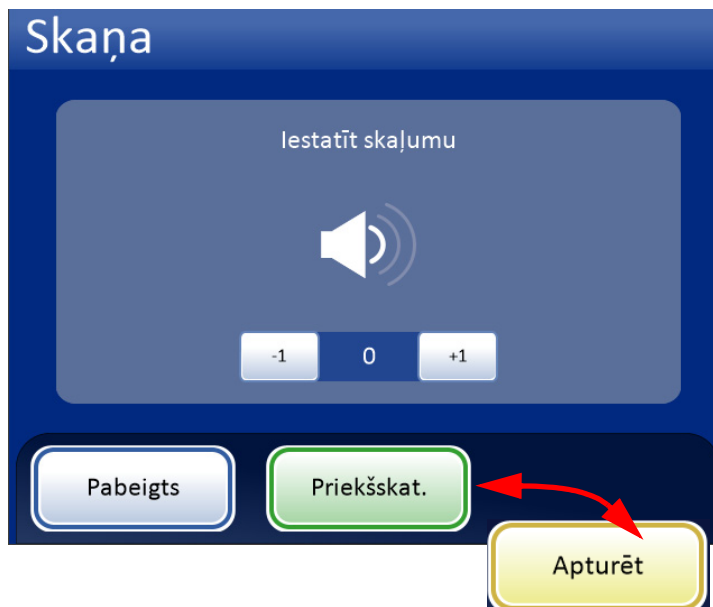 Skaņa
Iestatīt skaļumu
-1 0 +1
Pabeigts Priekšskat.
Apturēt